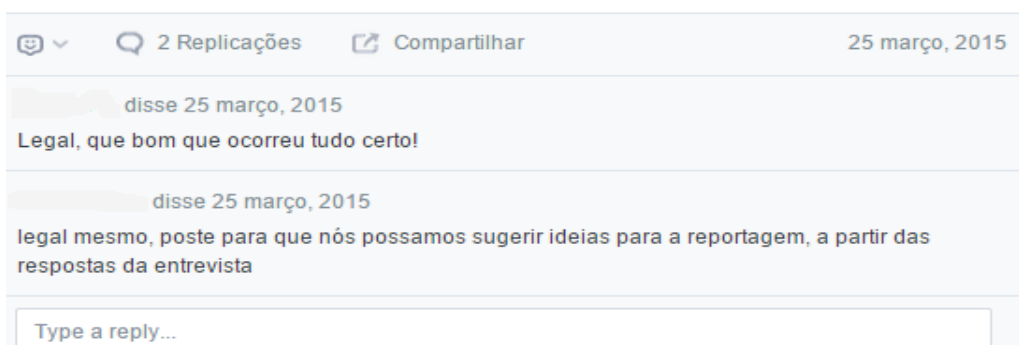 2 Replicações Compartilhar 25 março, 2015
disse 25 março, 2015
Legal, que bom que ocorreu tudo certo!
disse 25 março, 2015
legal mesmo, poste para que nós possamos sugerir ideias para a reportagem, a partir das
respostas da entrevista
Type a reply...